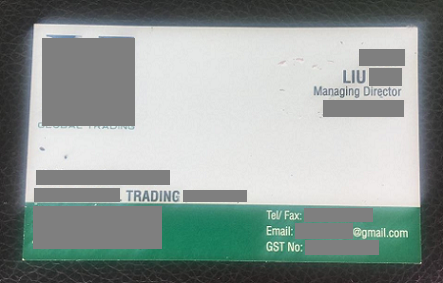 GLOBAL TRADING
LIU
Managing Director
TRADING
Tel/ Fax:
Email: @gmail.com
GST No: